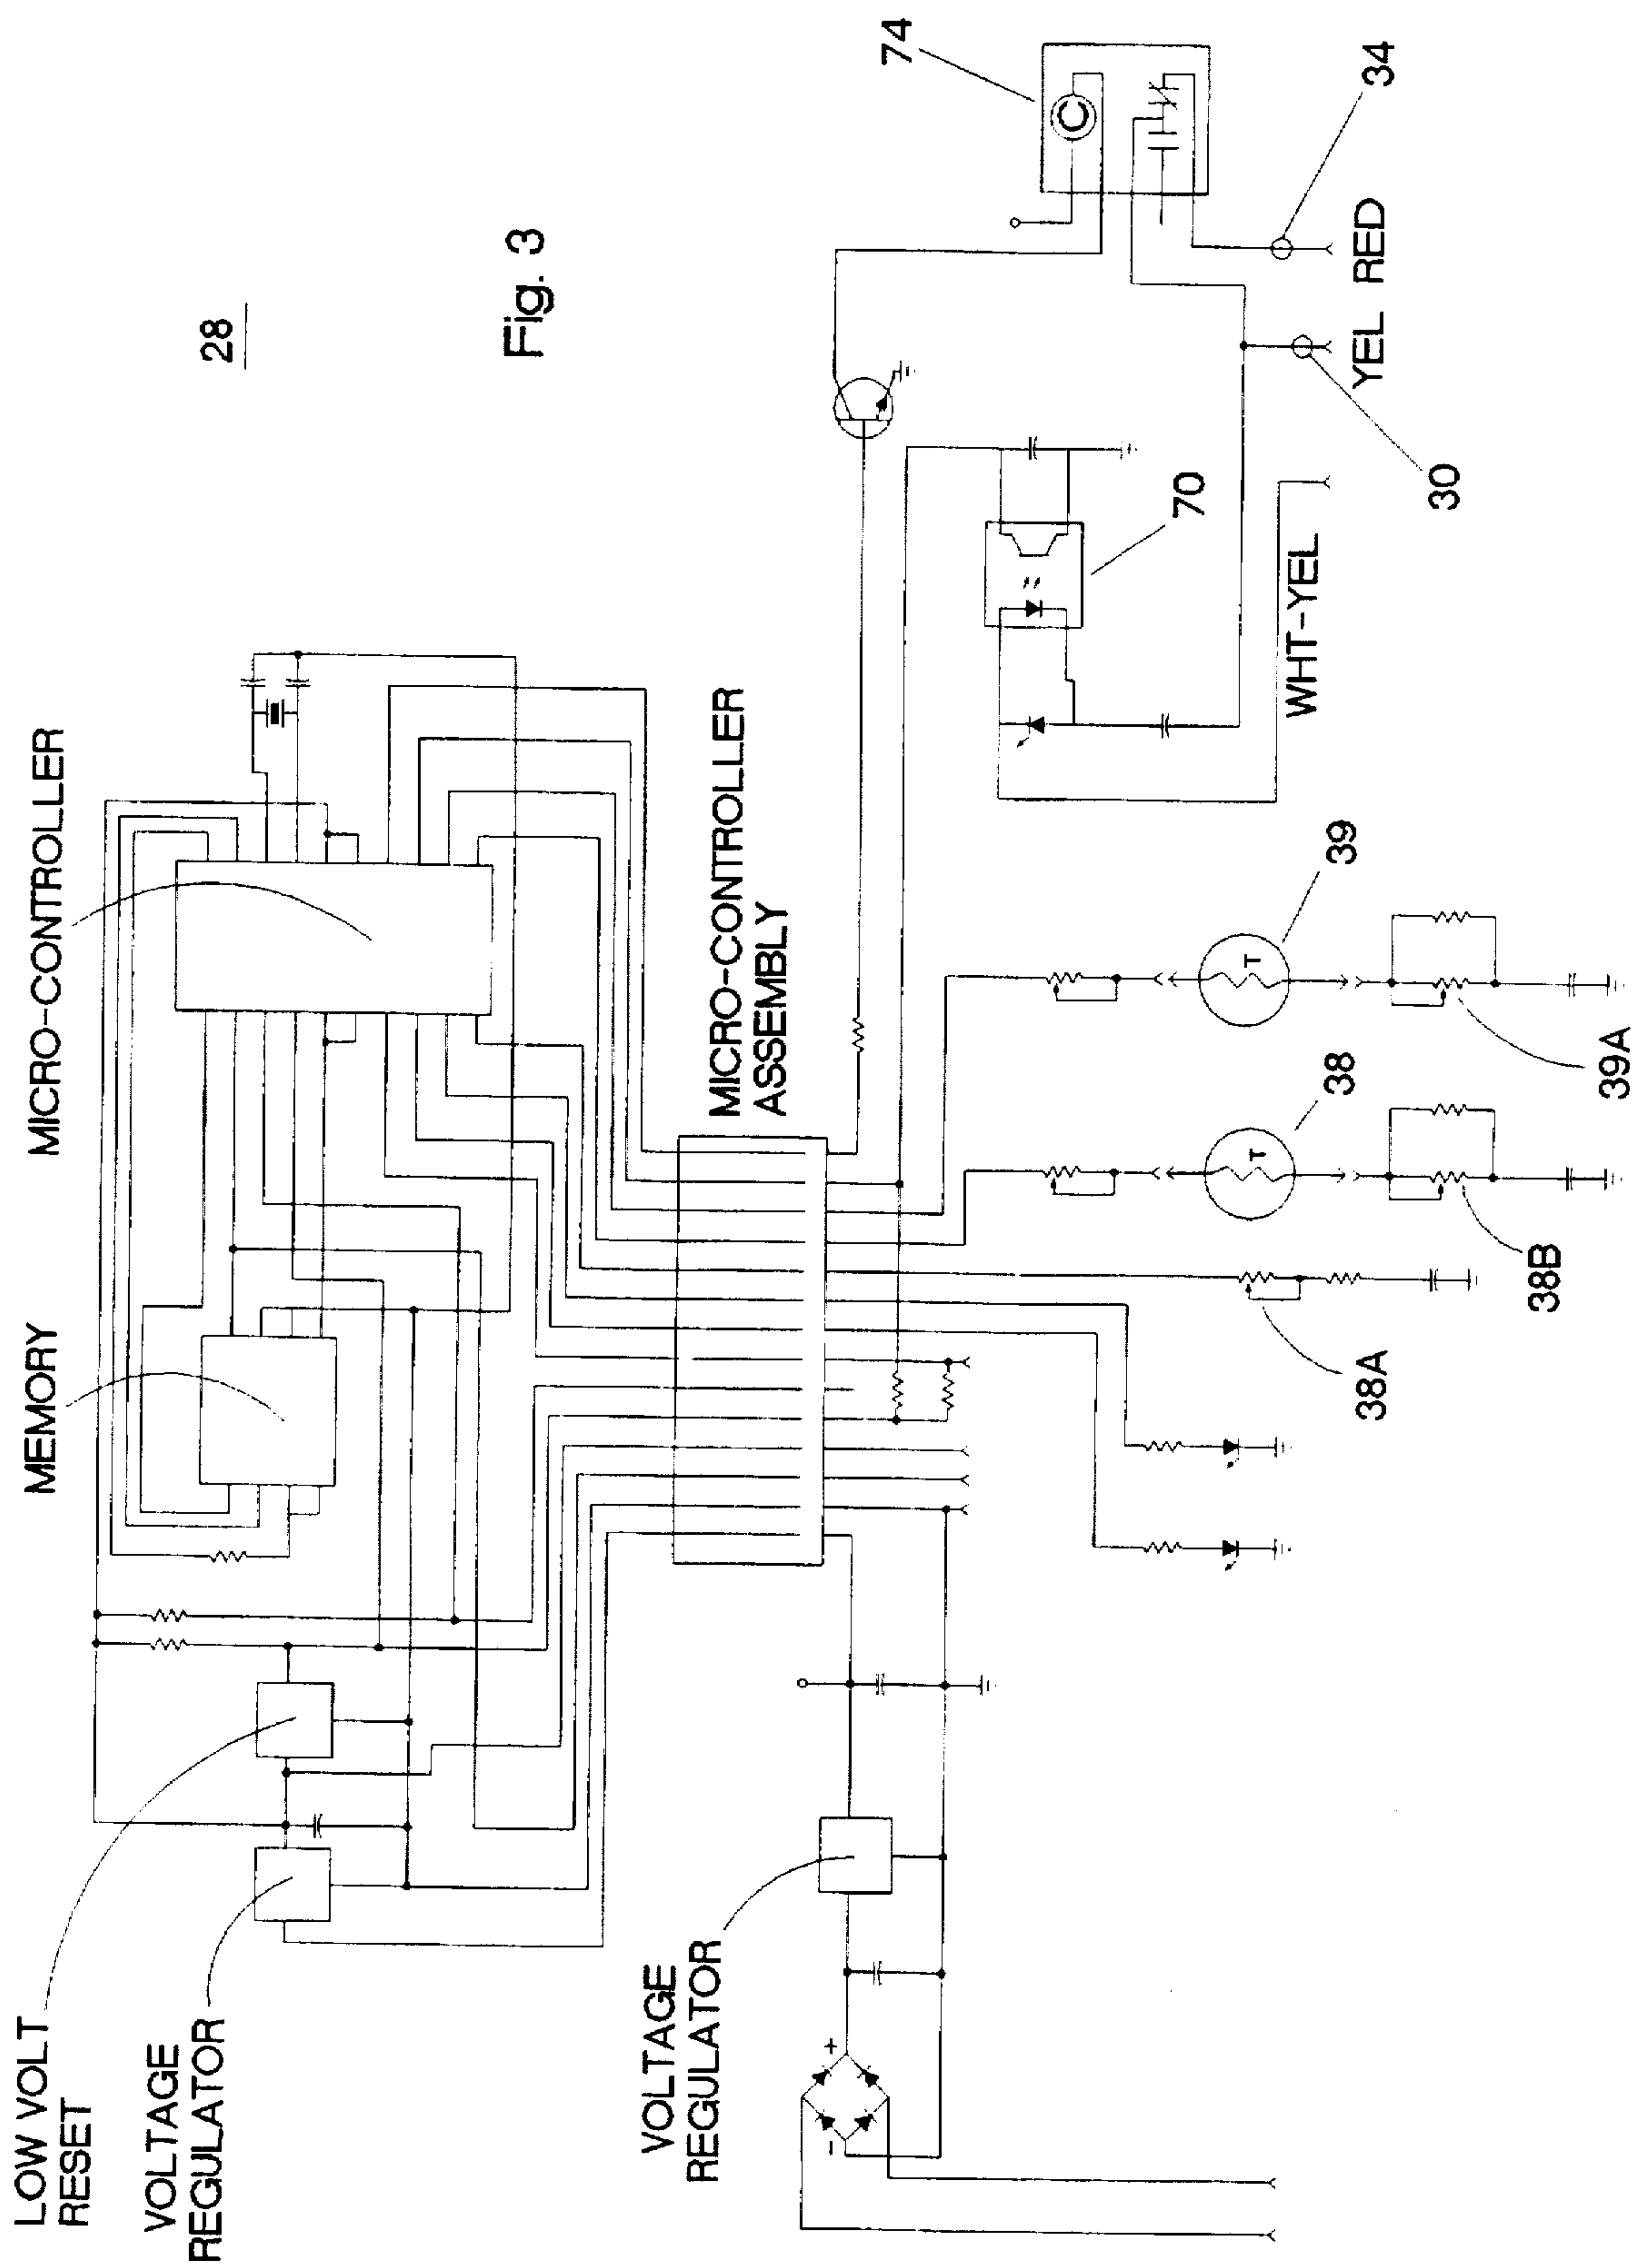 LOW VOLT
RESET
VOLTAGE
REGULATOR
MEMORY
MICRO-CONTROLLER
28
Fig. 3
VOLTAGE
REGULATOR
+
-
MICRO-CONTROLLER
ASSEMBLY
74
C
70
34
30
YEL RED
WHT-YEL
T
39
39A
T
38
38B
38A